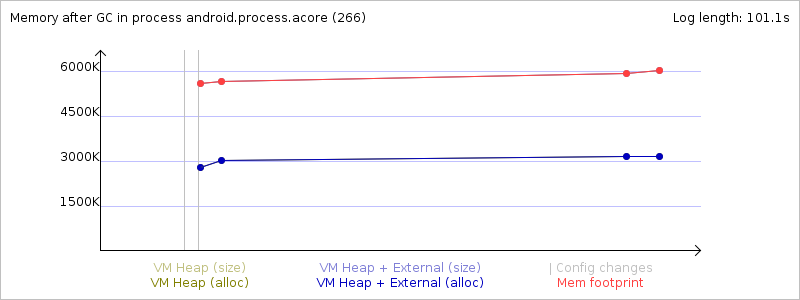 Memory after GC in process android.process.acore (266) Log length: 101.1s
6000K
4500K
3000K
1500K
VM Heap (size) VM Heap + External (size) | Config changes
VM Heap (alloc) VM Heap + External (alloc) Mem footprint